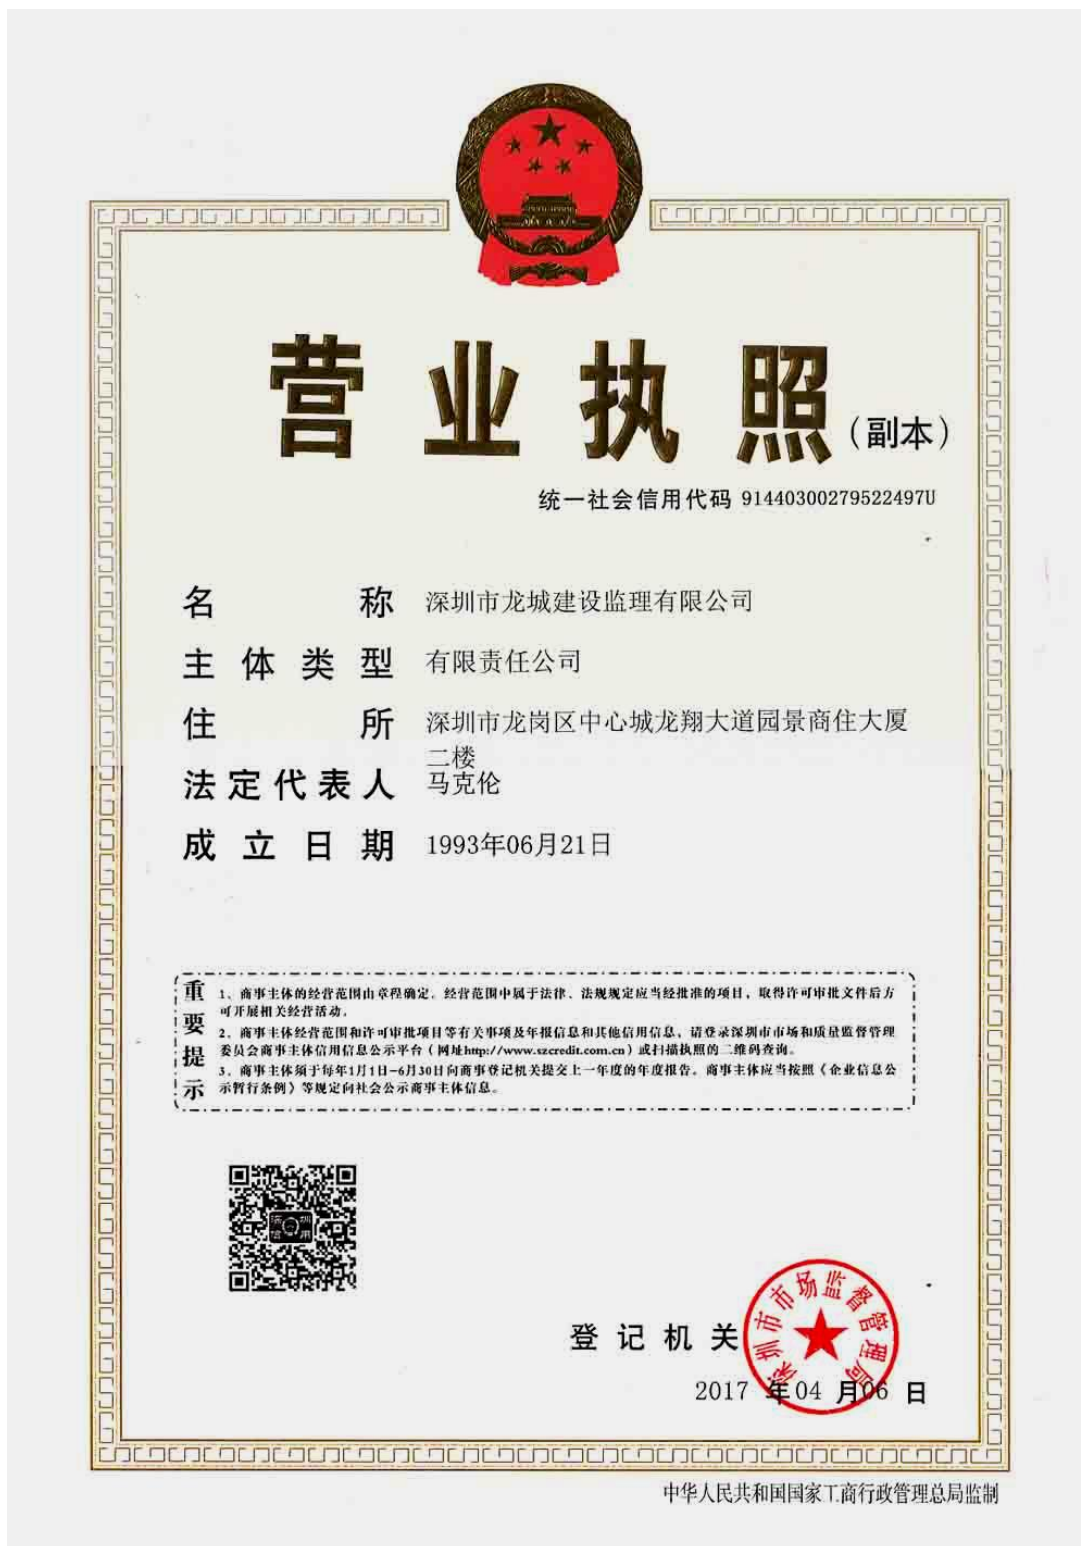 营业执照(副本)
统一社会信用代码 91440300279522497U
名称 深圳市龙城建设监理有限公司
主体类型 有限责任公司
住所 深圳市龙岗区中心城龙翔大道园景商住大厦
二楼
法定代表人 马克伦
成立日期 1993年06月21日
重要提示
1、商事主体的经营范围由章程确定。经营范围中属于法律、法规规定应当经批准的项目,取得许可审批文件后方
可开展相关经营活动。
2、商事主体经营范围和许可审批项目等有关事项及年报信息和其他信用信息,请登录深圳市市场和质量监督管理
委员会商事主体信用信息公示平台(网址http://www.szcredit.com.cn)或扫描执照的二维码查询。
3、商事主体须于每年1月1日-6月30日向商事登记机关提交上一年度的年度报告。商事主体应当按照《企业信息公
示暂行条例》等规定向社会公示商事主体信息。
深圳信用
登记机关
深圳市市场监督管理局
2017 年04 月06 日
中华人民共和国国家工商行政管理总局监制